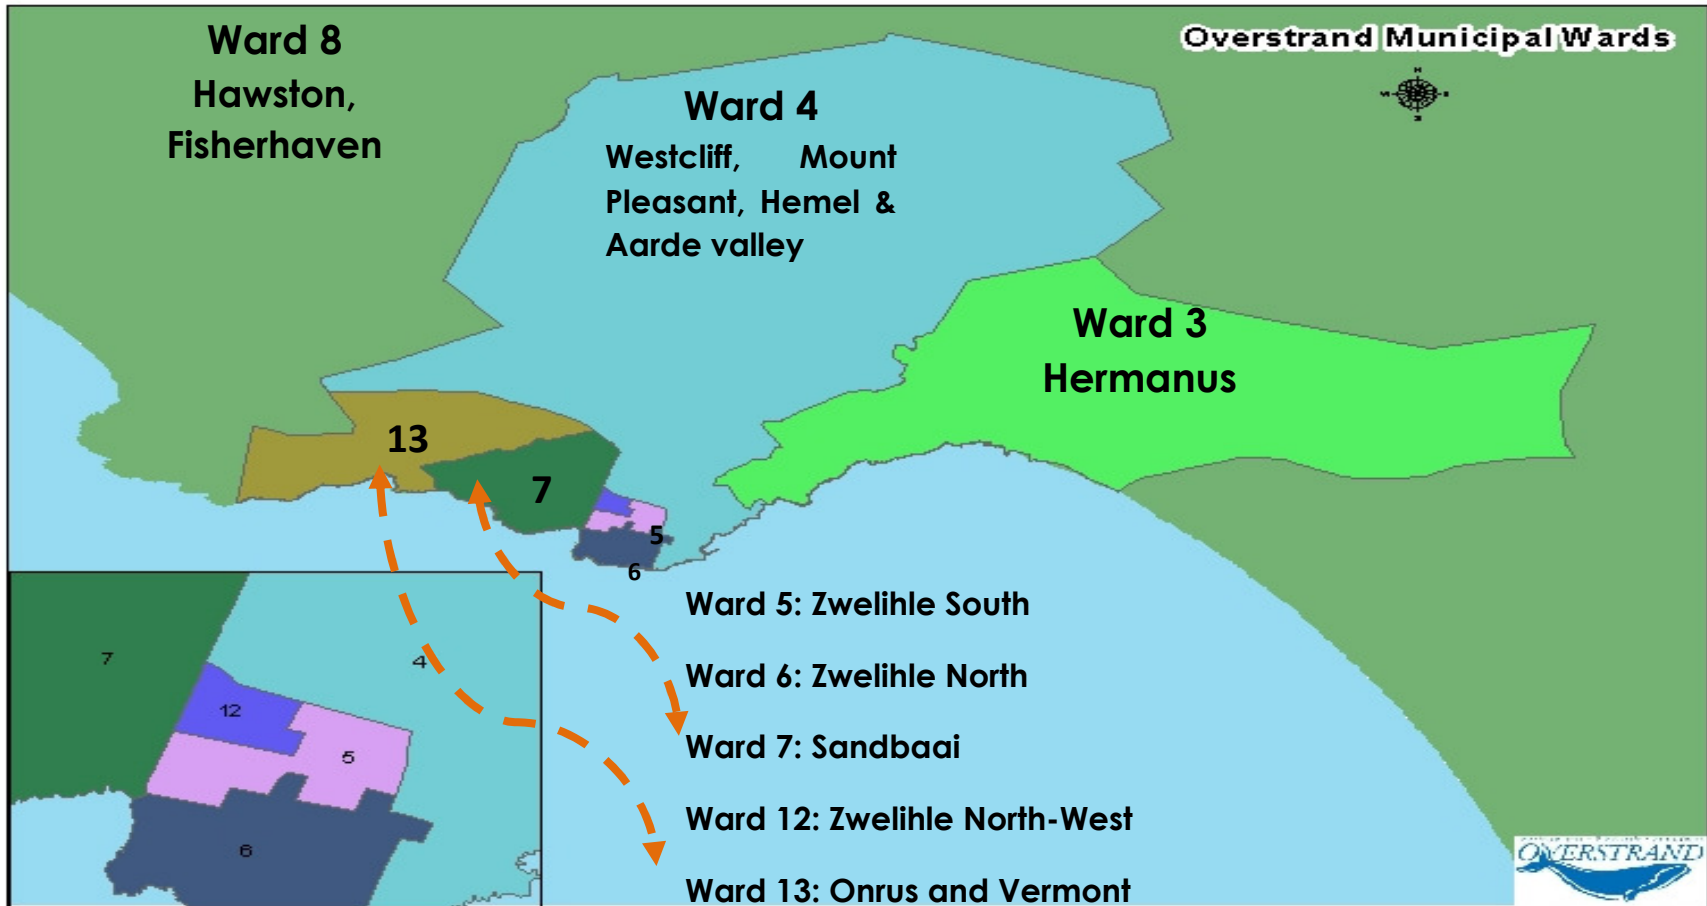 Overstrand Municipal Wards
N
Ward 8
Hawston,
Fisherhaven
Ward 4
Westcliff, Mount
Pleasant, Hemel &
Aarde valley
Ward 3
Hermanus
13
7
5
6
Ward 5: Zwelihle South
Ward 6: Zwelihle North
Ward 7: Sandbaai
Ward 12: Zwelihle North-West
Ward 13: Onrus and Vermont
7
4
12
5
6
OVERSTRAND